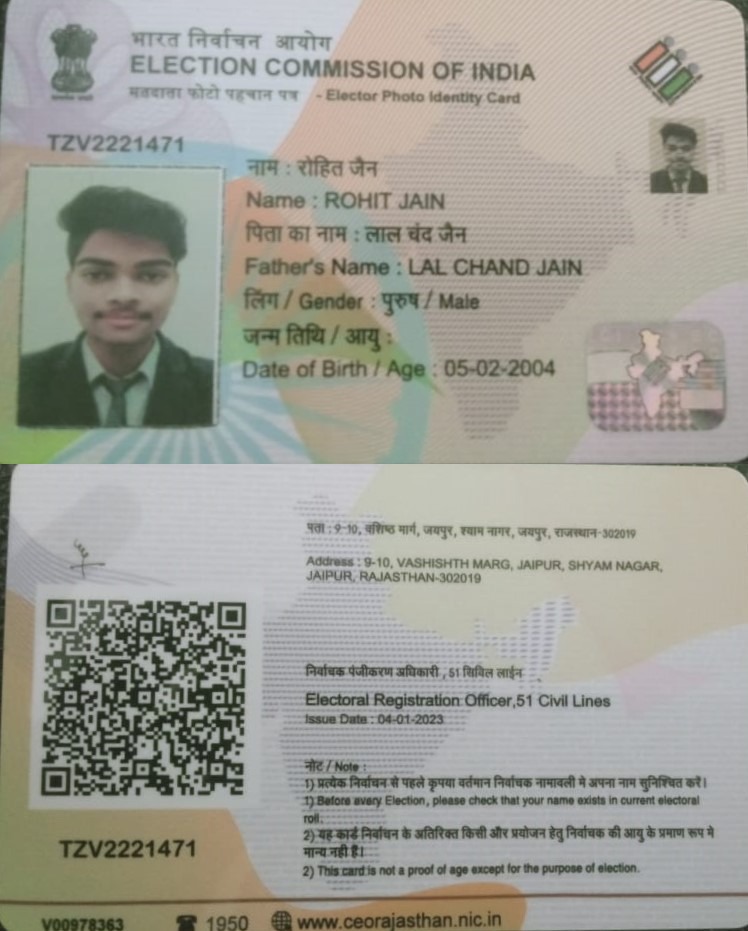 भारत निर्वाचन आयोग
ELECTION COMMISSION OF INDIA
मतदाता फोटो पहचान पत्र - Elector Photo Identity Card
TZV2221471
नाम : रोहित जैन
Name : ROHIT JAIN
पिता का नाम : लाल चंद जैन
Father's Name : LAL CHAND JAIN
लिंग / Gender : पुरुष / Male
जन्म तिथि / आयु :
Date of Birth / Age : 05-02-2004
पता : 9-10, वशिष्ठ मार्ग, जयपुर, श्याम नगर, जयपुर, राजस्थान-302019
Address : 9-10, VASHISHTH MARG, JAIPUR, SHYAM NAGAR,
JAIPUR, RAJASTHAN-302019
निर्वाचक पंजीकरण अधिकारी , 51 सिविल लाईन
Electoral Registration Officer,51 Civil Lines
Issue Date : 04-01-2023
नोट / Note :
1) प्रत्येक निर्वाचन से पहले कृपया वर्तमान निर्वाचक नामावली मे अपना नाम सुनिश्चित करें।
1) Before every Election, please check that your name exists in current electoral
roll.
2) यह कार्ड निर्वाचन के अतिरिक्त किसी और प्रयोजन हेतु निर्वाचक की आयु के प्रमाण रूप मे
मान्य नही है।
2) This card is not a proof of age except for the purpose of election.
TZV2221471
V00978363 1950 www.ceorajasthan.nic.in